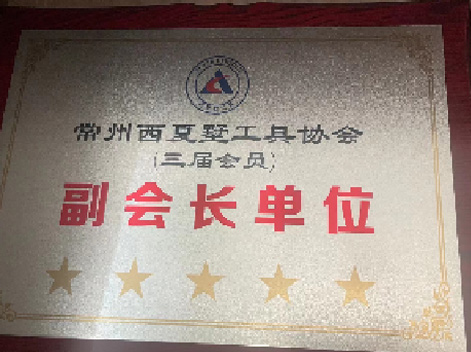 常州西夏墅工具协会
(三届会员)
副会长单位